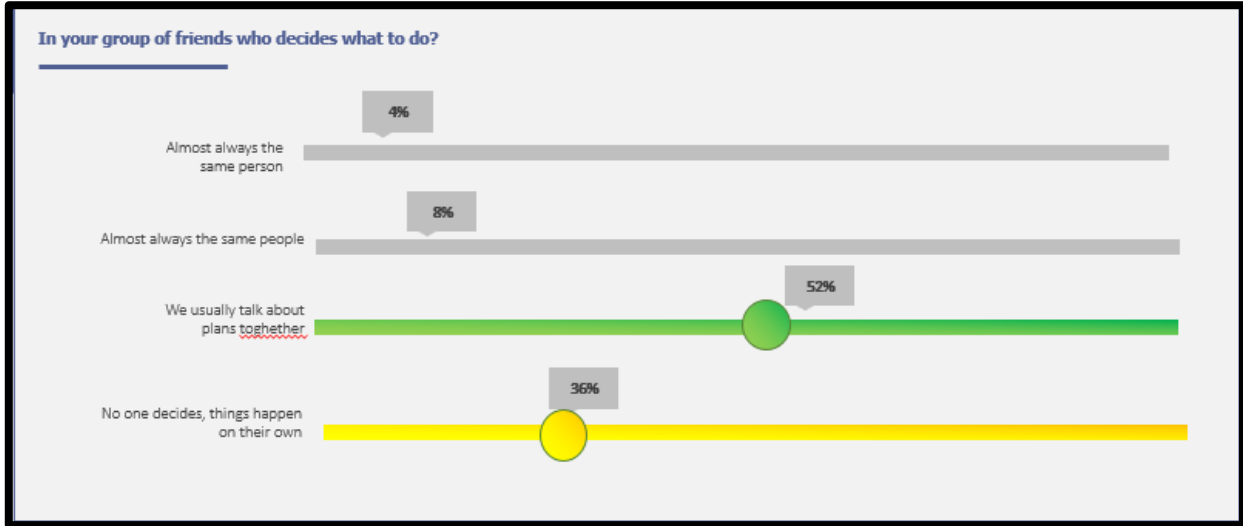 In your group of friends who decides what to do?
4%
Almost always the
same person
8%
Almost always the same people
52%
We usually talk about
plans toghether
36%
No one decides, things happen
on their own